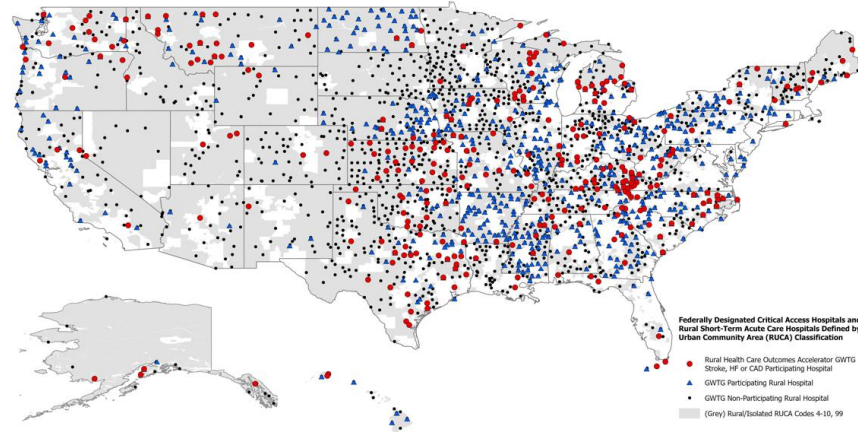 Federally Designated Critical Access Hospitals and
Rural Short-Term Acute Care Hospitals Defined by
Urban Community Area (RUCA) Classification
Rural Health Care Outcomes Accelerator GWTG
Stroke, HF or CAD Participating Hospital
GWTG Participating Rural Hospital
GWTG Non-Participating Rural Hospital
(Grey) Rural/Isolated RUCA Codes 4-10, 99